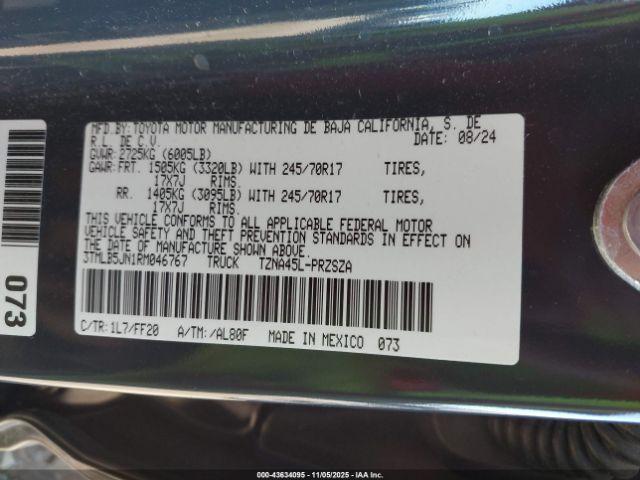 MFD.BY:TOYOTA MOTOR MANUFACTURING DE BAJA CALIFORNIA, S. DE
R.L. DE C.V. DATE: 08/24
GVWR: 2725KG (6005LB)
GAWR:FRT. 1505KG (3320LB) WITH 245/70R17 TIRES,
17X7J RIMS.
RR. 1405KG (3095LB) WITH 245/70R17 TIRES,
17X7J RIMS.
THIS VEHICLE CONFORMS TO ALL APPLICABLE FEDERAL MOTOR
VEHICLE SAFETY AND THEFT PREVENTION STANDARDS IN EFFECT ON
THE DATE OF MANUFACTURE SHOWN ABOVE.
3TMLB5JN1RM046767 TRUCK TZNA45L-PRZSZA
C/TR:1L7/FF20 A/TM:/AL80F MADE IN MEXICO 073
073
000-43634095 11/05/2025 COPYRIGHT IAA, LLC.